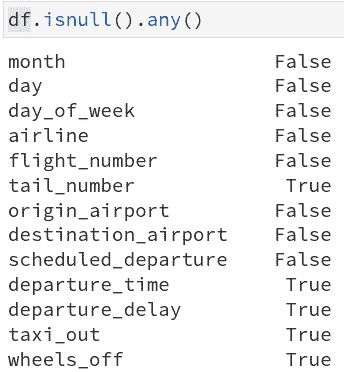 df.isnull().any()
month False
day False
day_of_week False
airline False
flight_number False
tail_number True
origin_airport False
destination_airport False
scheduled_departure False
departure_time True
departure_delay True
taxi_out True
wheels_off True